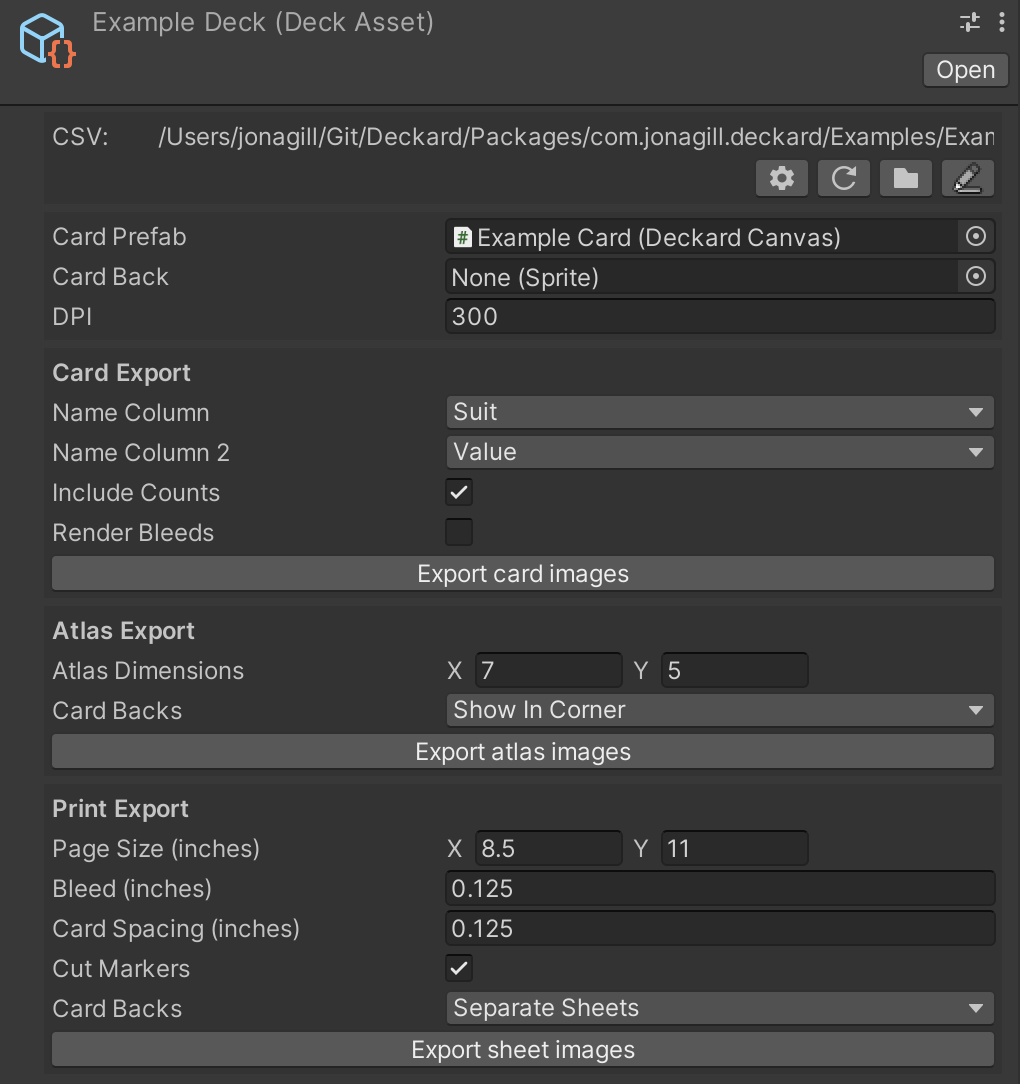 Example Deck (Deck Asset)
Open
CSV: /Users/jonagill/Git/Deckard/Packages/com.jonagill.deckard/Examples/Exam
Card Prefab Example Card (Deckard Canvas)
Card Back None (Sprite)
DPI 300
Card Export
Name Column Suit
Name Column 2 Value
Include Counts
Render Bleeds
Export card images
Atlas Export
Atlas Dimensions X 7 Y 5
Card Backs Show In Corner
Export atlas images
Print Export
Page Size (inches) X 8.5 Y 11
Bleed (inches) 0.125
Card Spacing (inches) 0.125
Cut Markers
Card Backs Separate Sheets
Export sheet images